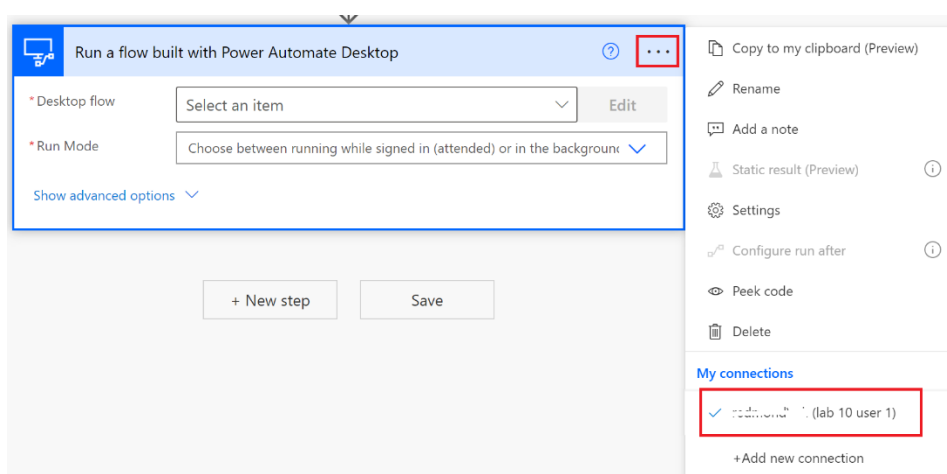 Run a flow built with Power Automate Desktop
* Desktop flow
Select an item
Edit
* Run Mode
Choose between running while signed in (attended) or in the
Show advanced options
+ New step
Save
Copy to my clipboard (Preview)
Rename
Add a note
Static result (Preview)
Settings
Configure run after
Peek code
Delete
My connections
(lab 10 user 1)
+Add new connection